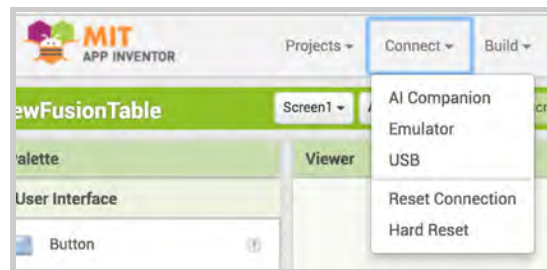 MIT
APP INVENTOR
Projects Connect Build
ewFusionTable
Screen1
AI Companion
Emulator
USB
Reset Connection
Hard Reset
alette
Viewer
User Interface
Button